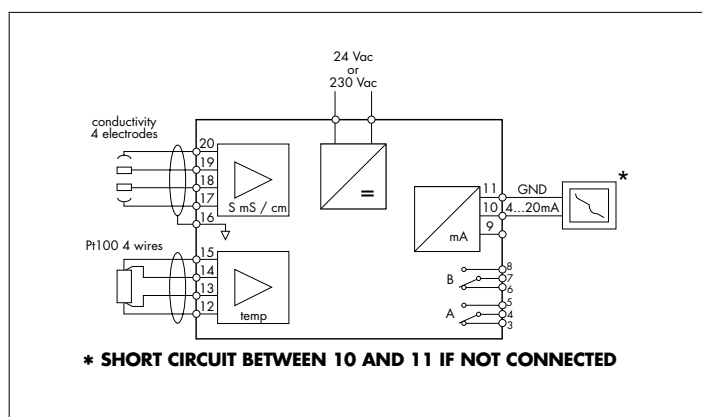 24 Vac
or
230 Vac
conductivity
4 electrodes
20
19
18
17
16
S mS / cm
=
11
10
9
GND
4...20mA
*
mA
Pt100 4 wires
15
14
13
12
temp
B
8
7
6
A
5
4
3
* SHORT CIRCUIT BETWEEN 10 AND 11 IF NOT CONNECTED